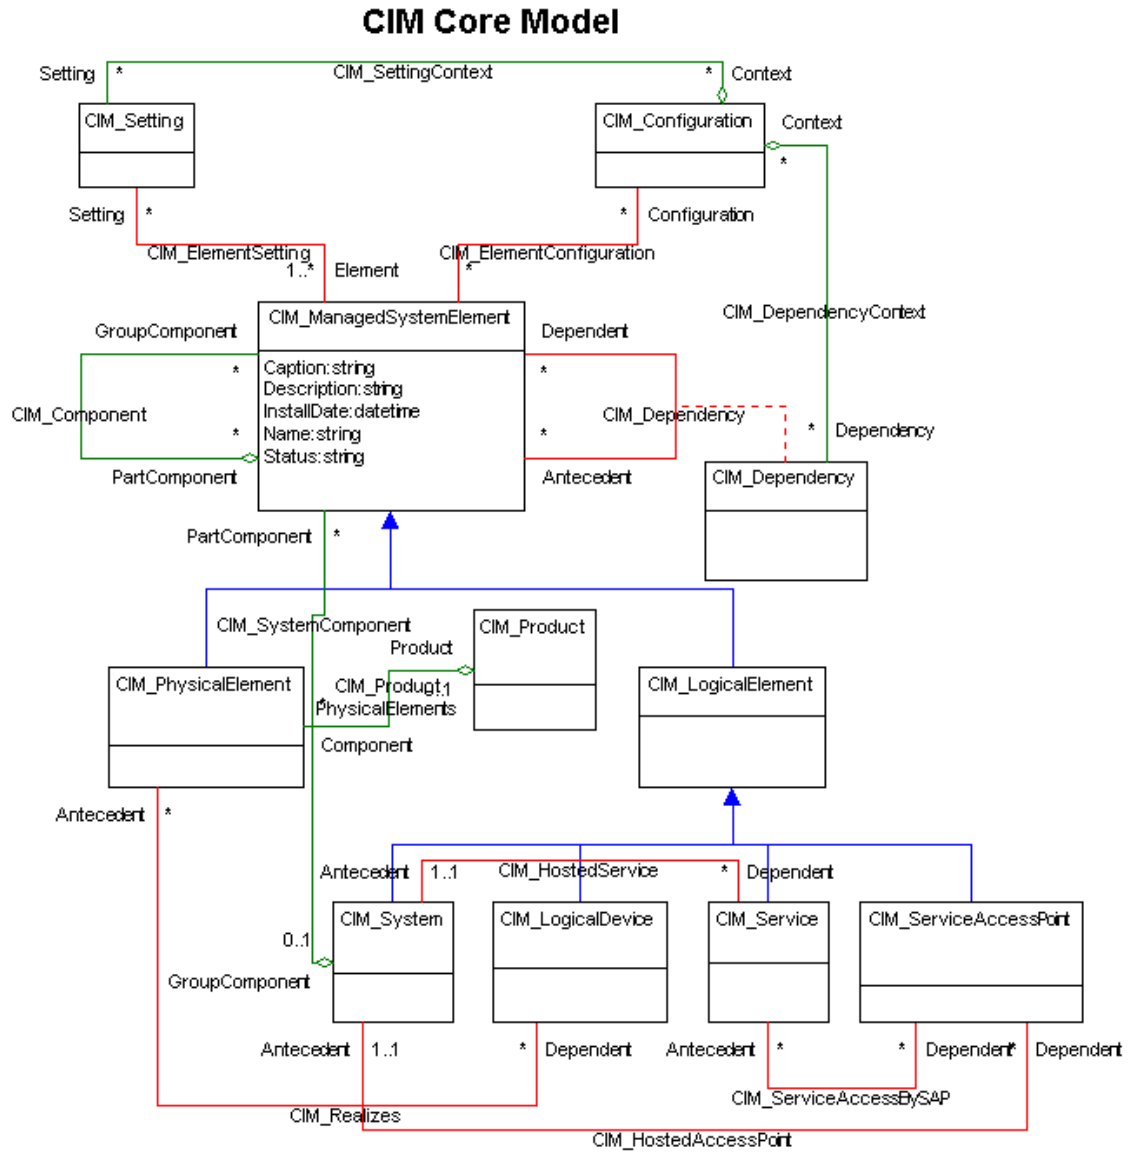 CIM Core Model
Setting * CIM_SettingContext * Context
CIM_Setting
CIM_Configuration
Context
*
Setting *
* Configuration
CIM_ElementSetting
CIM_ElementConfiguration
1..* Element
*
CIM_DependencyContext
CIM_ManagedSystemElement
GroupComponent
Dependent
*
*
Caption:string
Description:string
InstallDate:datetime
Name:string
Status:string
CIM_Component
CIM_Dependency
*
*
* Dependency
PartComponent
Antecedent
CIM_Dependency
PartComponent *
CIM_SystemComponent
CIM_Product
Product
CIM_PhysicalElement
CIM_Product
0..1
PhysicalElements
*
Component
CIM_LogicalElement
Antecedent *
Antecedent 1..1 CIM_HostedService * Dependent
CIM_System
CIM_LogicalDevice
CIM_Service
CIM_ServiceAccessPoint
0..1
GroupComponent
Antecedent 1..1
* Dependent
Antecedent *
* Dependent
* Dependent
CIM_ServiceAccessBySAP
CIM_Realizes
CIM_HostedAccessPoint